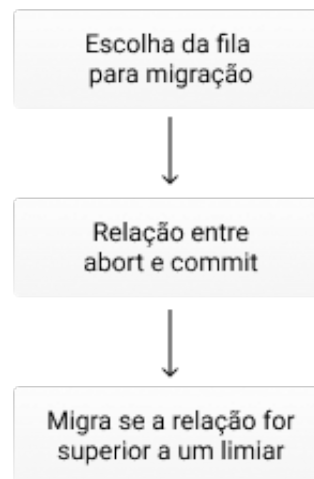 Escolha da fila
para migração
Relação entre
abort e commit
Migra se a relação for
superior a um limiar